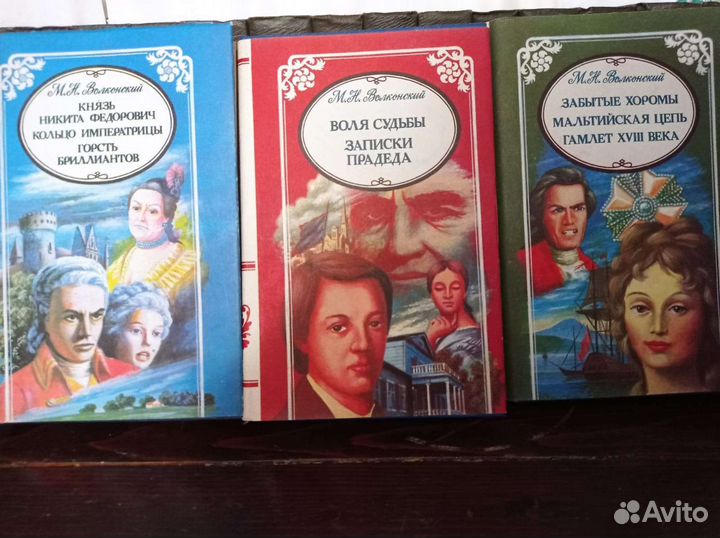 М.Н. Волконский
КНЯЗЬ
НИКИТА ФЕДОРОВИЧ
КОЛЬЦО ИМПЕРАТРИЦЫ
ГОРСТЬ
БРИЛЛИАНТОВ
М.Н. Волконский
ВОЛЯ СУДЬБЫ
ЗАПИСКИ
ПРАДЕДА
М.Н. Волконский
ЗАБЫТЫЕ ХОРОМЫ
МАЛЬТИЙСКАЯ ЦЕПЬ
ГАМЛЕТ XVIII ВЕКА
Avito